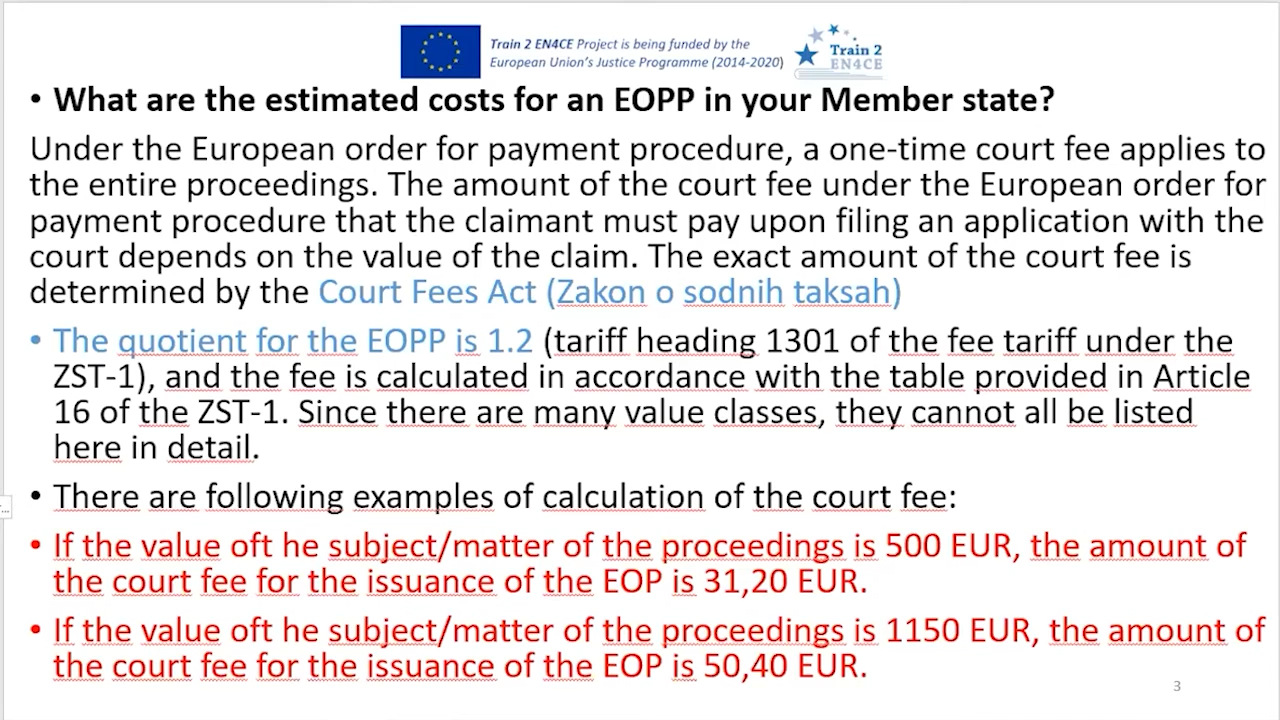 Train 2 EN4CE Project is being funded by the
European Union's Justice Programme (2014-2020)
Train 2
EN4CE
• What are the estimated costs for an EOPP in your Member state?
Under the European order for payment procedure, a one-time court fee applies to
the entire proceedings. The amount of the court fee under the European order for
payment procedure that the claimant must pay upon filing an application with the
court depends on the value of the claim. The exact amount of the court fee is
determined by the Court Fees Act (Zakon o sodnih taksah)
• The quotient for the EOPP is 1.2 (tariff heading 1301 of the fee tariff under the
ZST-1), and the fee is calculated in accordance with the table provided in Article
16 of the ZST-1. Since there are many value classes, they cannot all be listed
here in detail.
• There are following examples of calculation of the court fee:
• If the value oft he subject/matter of the proceedings is 500 EUR, the amount of
the court fee for the issuance of the EOP is 31,20 EUR.
• If the value oft he subject/matter of the proceedings is 1150 EUR, the amount of
the court fee for the issuance of the EOP is 50,40 EUR.
3